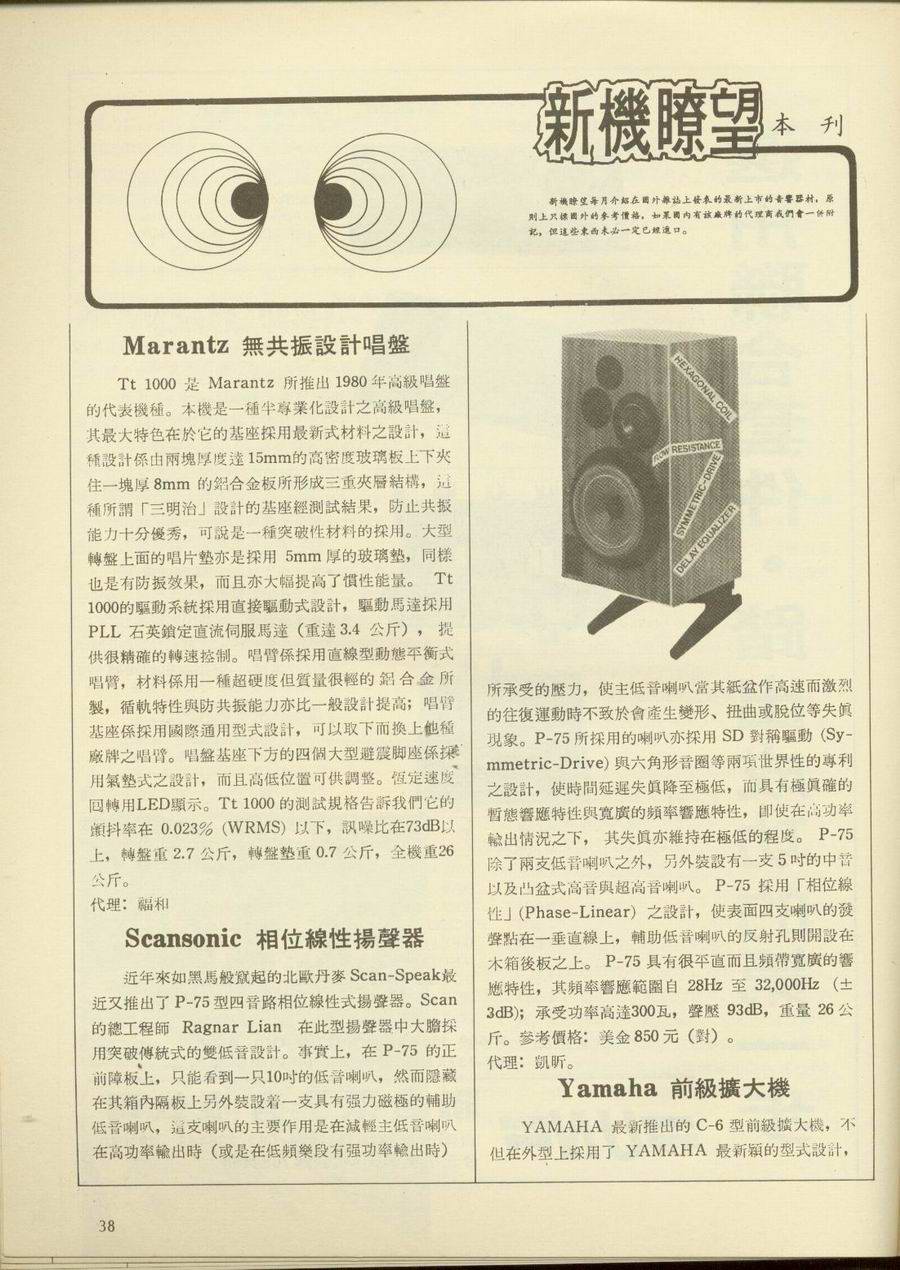 新機瞭望
本刊
新機瞭望每月介紹在國外雜誌上發表的最新上市的音響器材，原
則上只標國外的參考價格，如果國內有該廠牌的代理商我們會一併附
記，但這些東西未必一定已經進口。
Marantz 無共振設計唱盤
Tt 1000 是 Marantz 所推出1980年高級唱盤
的代表機種。本機是一種半專業化設計之高級唱盤，
其最大特色在於它的基座採用最新式材料之設計，這
種設計係由兩塊厚度達15mm的高密度玻璃板上下夾
住一塊厚8mm 的鋁合金板所形成三重夾層結構，這
種所謂「三明治」設計的基座經測試結果，防止共振
能力十分優秀，可說是一種突破性材料的採用。大型
轉盤上面的唱片墊亦是採用 5mm厚的玻璃墊，同樣
也是有防振效果，而且亦大幅提高了慣性能量。 Tt
1000的驅動系統採用直接驅動式設計，驅動馬達採用
PLL 石英鎖定直流伺服馬達（重達3.4 公斤），提
供很精確的轉速控制。唱臂係採用直線型動態平衡式
唱臂，材料係用一種超硬度但質量很輕的鋁合金所
製，循軌特性與防共振能力亦比一般設計提高；唱臂
基座係採用國際通用型式設計，可以取下而換上他種
廠牌之唱臂。唱盤基座下方的四個大型避震脚座係採
用氣墊式之設計，而且高低位置可供調整。恆定速度
囘轉用LED顯示。Tt 1000的測試規格告訴我們它的
顫抖率在 0.023% (WRMS) 以下，訊噪比在73dB以
上，轉盤重 2.7 公斤，轉盤墊重 0.7 公斤，全機重26
公斤。
代理：福和
Scansonic 相位線性揚聲器
近年來如黑馬般竄起的北歐丹麥Scan-Speak最
近又推出了P-75型四音路相位線性式揚聲器。Scan
的總工程師 Ragnar Lian 在此型揚聲器中大膽採
用突破傳統式的雙低音設計。事實上，在 P-75 的正
前障板上，只能看到一只10吋的低音喇叭，然而隱藏
在其箱內隔板上另外裝設着一支具有强力磁極的輔助
低音喇叭，這支喇叭的主要作用是在減輕主低音喇叭
在高功率輸出時（或是在低頻樂段有强功率輸出時）
HEXAGONAL COIL
FLOW RESISTANCE
SYMMETRIC-DRIVE
DELAY EQUALIZER
所承受的壓力，使主低音喇叭當其紙盆作高速而激烈
的往復運動時不致於會產生變形、扭曲或脫位等失眞
現象。P-75所採用的喇叭亦採用 SD 對稱驅動 (Sy-
mmetric-Drive) 與六角形音圈等兩項世界性的專利
之設計，使時間延遲失眞降至極低，而具有極眞確的
暫態響應特性與寬廣的頻率響應特性，即使在高功率
輸出情況之下， 其失眞亦維持在極低的程度。 P-75
除了兩支低音喇叭之外，另外裝設有一支5吋的中音
以及凸盆式高音與超高音喇叭。 P-75 採用「相位線
性」(Phase-Linear) 之設計，使表面四支喇叭的發
聲點在一垂直線上，輔助低音喇叭的反射孔則開設在
木箱後板之上。 P-75具有很平直而且頻帶寬廣的響
應特性，其頻率響應範圍自 28Hz 至 32,000Hz (±
3dB)；承受功率高達300瓦，聲壓 93dB，重量 26公
斤。參考價格：美金850元（對）。
代理：凱昕。
Yamaha 前級擴大機
YAMAHA 最新推出的 C-6 型前級擴大機，不
但在外型上採用了 YAMAHA 最新穎的型式設計，
38